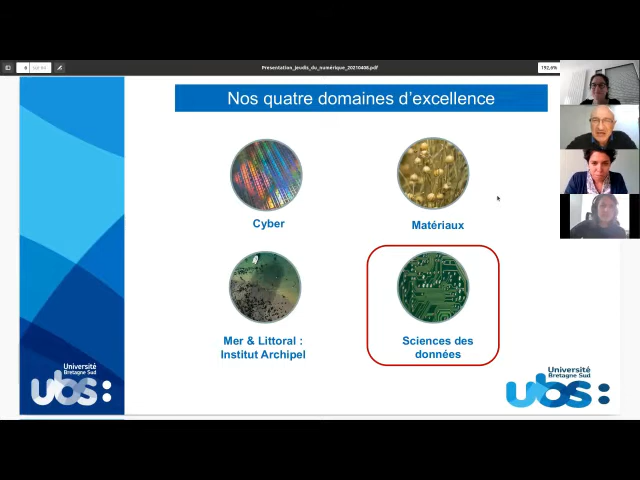 Presentation_jeudis_du_numérique_20210408.pdf
192,6%
Nos quatre domaines d'excellence
Cyber
Matériaux
Mer & Littoral :
Institut Archipel
Sciences des
données
Université
Bretagne Sud
ubs:
Université
Bretagne Sud
ubs: